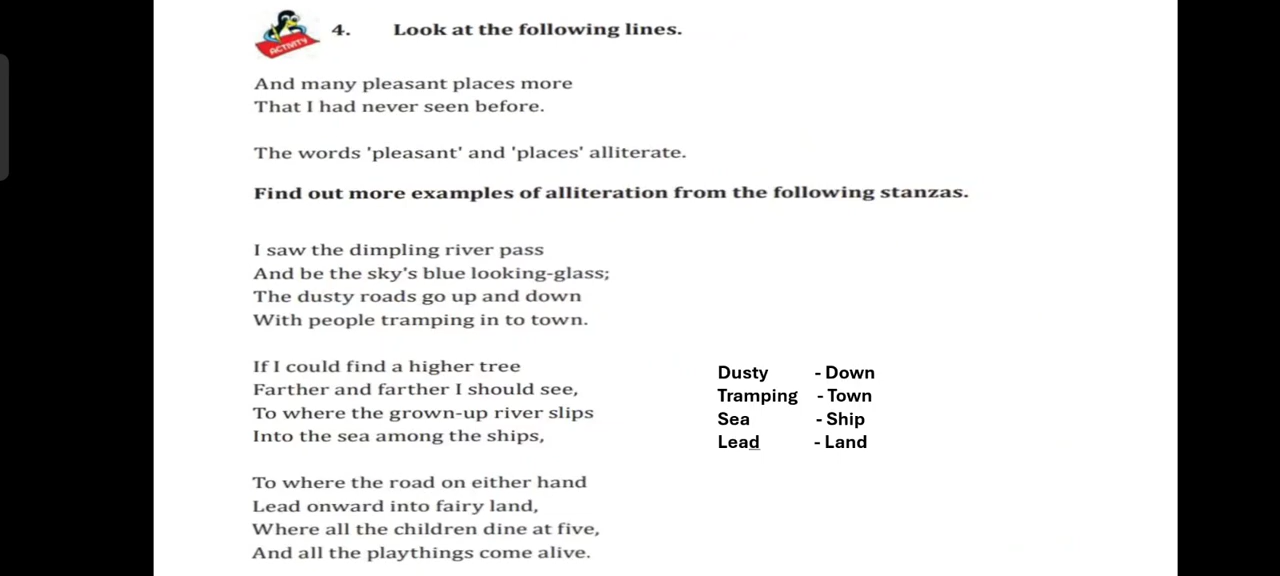 ACTIVITY
4. Look at the following lines.
And many pleasant places more
That I had never seen before.
The words 'pleasant' and 'places' alliterate.
Find out more examples of alliteration from the following stanzas.
I saw the dimpling river pass
And be the sky's blue looking-glass;
The dusty roads go up and down
With people tramping in to town.
If I could find a higher tree
Farther and farther I should see,
To where the grown-up river slips
Into the sea among the ships,
To where the road on either hand
Lead onward into fairy land,
Where all the children dine at five,
And all the playthings come alive.
Dusty - Down
Tramping - Town
Sea - Ship
Lead - Land